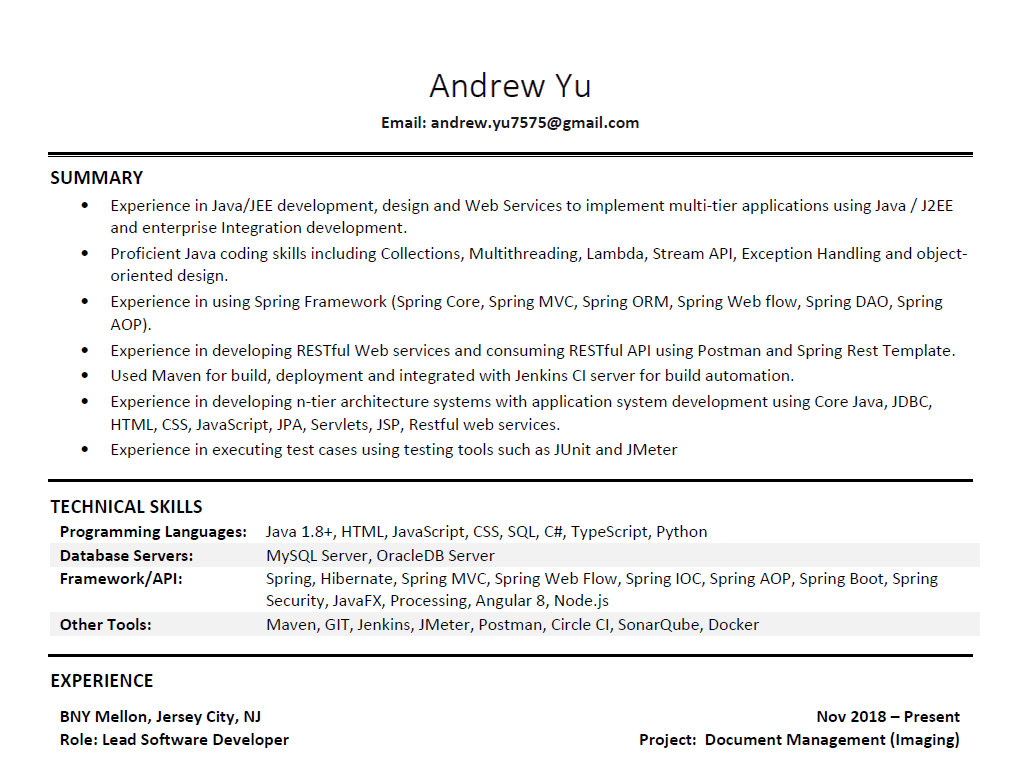 Andrew Yu
Email: andrew.yu7575@gmail.com
SUMMARY
• Experience in Java/JEE development, design and Web Services to implement multi-tier applications using Java / J2EE
and enterprise Integration development.
• Proficient Java coding skills including Collections, Multithreading, Lambda, Stream API, Exception Handling and object-
oriented design.
• Experience in using Spring Framework (Spring Core, Spring MVC, Spring ORM, Spring Web flow, Spring DAO, Spring
AOP).
• Experience in developing RESTful Web services and consuming RESTful API using Postman and Spring Rest Template.
• Used Maven for build, deployment and integrated with Jenkins CI server for build automation.
• Experience in developing n-tier architecture systems with application system development using Core Java, JDBC,
HTML, CSS, JavaScript, JPA, Servlets, JSP, Restful web services.
• Experience in executing test cases using testing tools such as JUnit and JMeter
TECHNICAL SKILLS
Programming Languages: Java 1.8+, HTML, JavaScript, CSS, SQL, C#, TypeScript, Python
Database Servers: MySQL Server, OracleDB Server
Framework/API: Spring, Hibernate, Spring MVC, Spring Web Flow, Spring IOC, Spring AOP, Spring Boot, Spring
Security, JavaFX, Processing, Angular 8, Node.js
Other Tools: Maven, GIT, Jenkins, JMeter, Postman, Circle CI, SonarQube, Docker
EXPERIENCE
BNY Mellon, Jersey City, NJ Nov 2018 – Present
Role: Lead Software Developer Project: Document Management (Imaging)